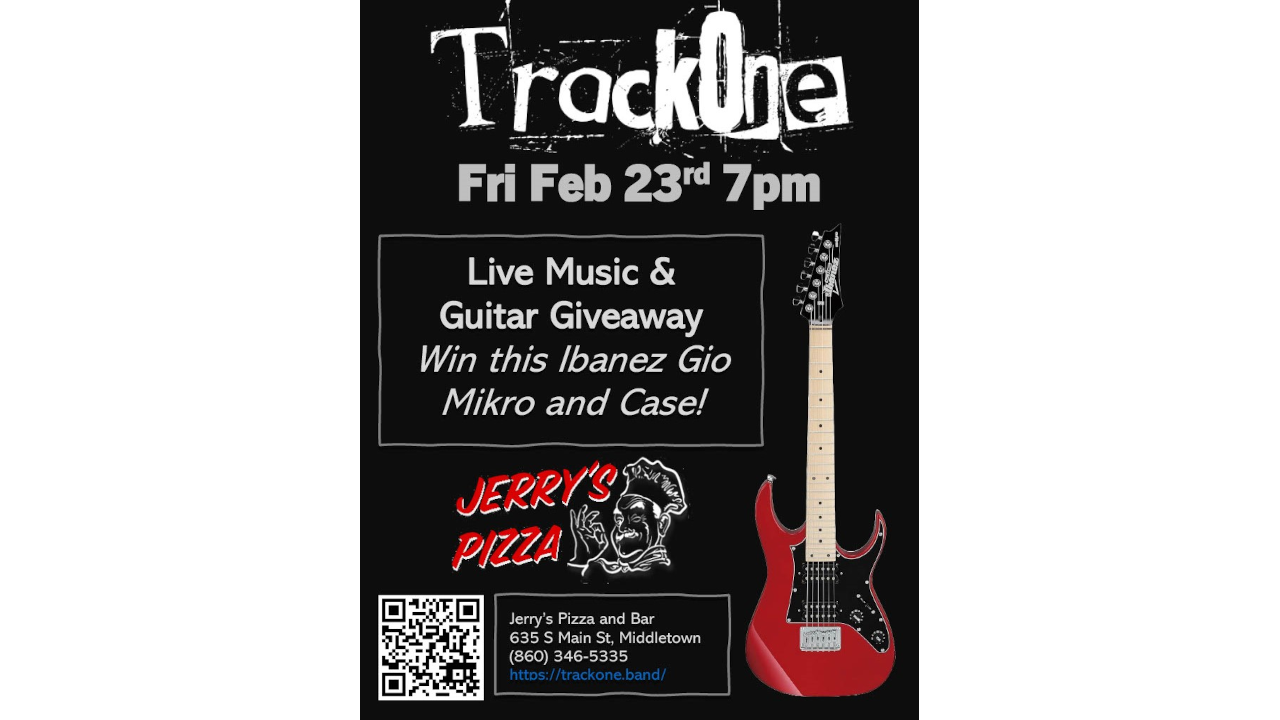 TrackOne
Fri Feb 23rd 7pm
Live Music &
Guitar Giveaway
Win this Ibanez Gio
Mikro and Case!
JERRY'S
PIZZA
Jerry's Pizza and Bar
635 S Main St, Middletown
(860) 346-5335
https://trackone.band/
Ibanez